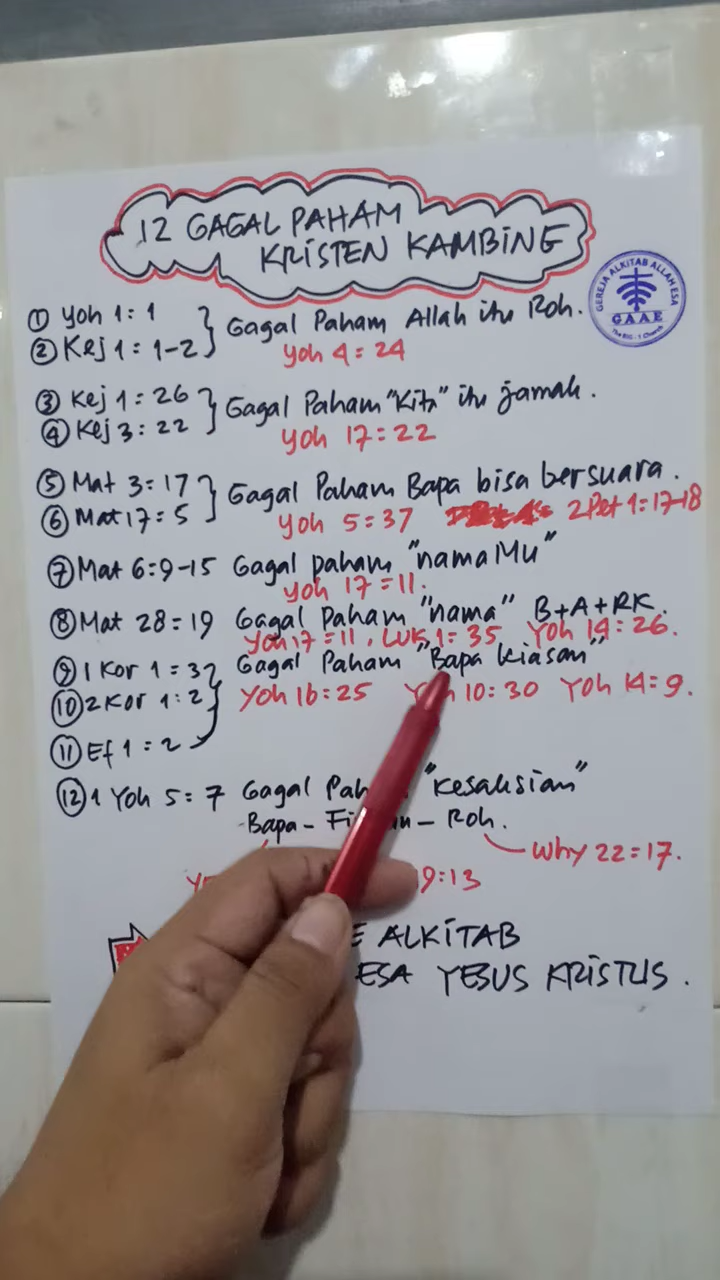 12 GAGAL PAHAM
KRISTEN KAMBING
GEREJA ALKITAB ALLAH ESA
GAAE
① Yoh 1:1
② Kej 1:1-2
Gagal Paham Allah itu Roh.
Yoh 4:24
③ Kej 1:26
④ Kej 3:22
Gagal Paham "Kita" itu jamak.
Yoh 17:22
⑤ Mat 3:17
⑥ Mat 17:5
Gagal Paham Bapa bisa bersuara.
Yoh 5:37 2Pet 1:17-18
⑦ Mat 6:9-15 Gagal paham "namaMu"
Yoh 17:11.
⑧ Mat 28:19 Gagal Paham "nama" B+A+RK.
Yoh 17:11, LUK 1:35 Yoh 14:26.
⑨ 1 Kor 1:3 Gagal Paham "Bapa kiasan"
⑩ 2 Kor 1:2 Yoh 16:25 10:30 Yoh 14:9.
⑪ Ef 1:2
⑫ 1 Yoh 5:7 Gagal "kesaksian"
Bapa - - Roh.
Why 22:17.
9:13
ALKITAB
ESA YESUS KRISTUS.